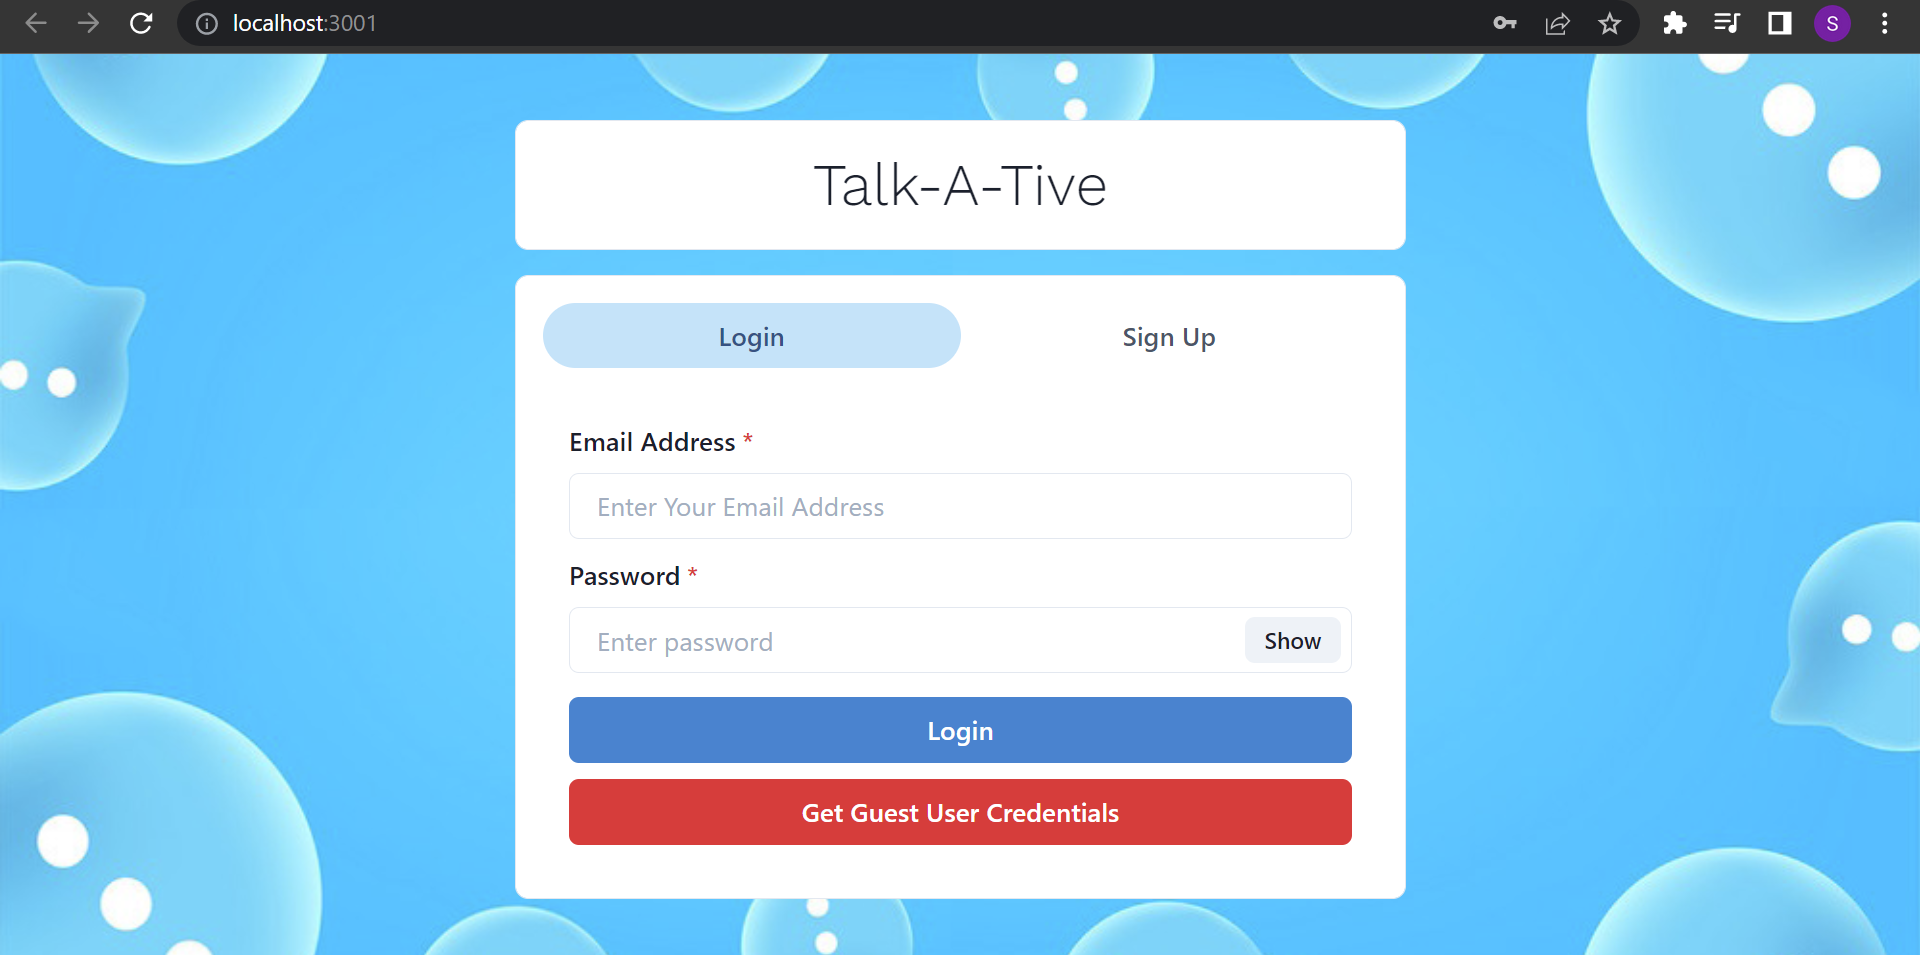 localhost:3001
S
Talk-A-Tive
Login Sign Up
Email Address *
Enter Your Email Address
Password *
Enter password Show
Login
Get Guest User Credentials